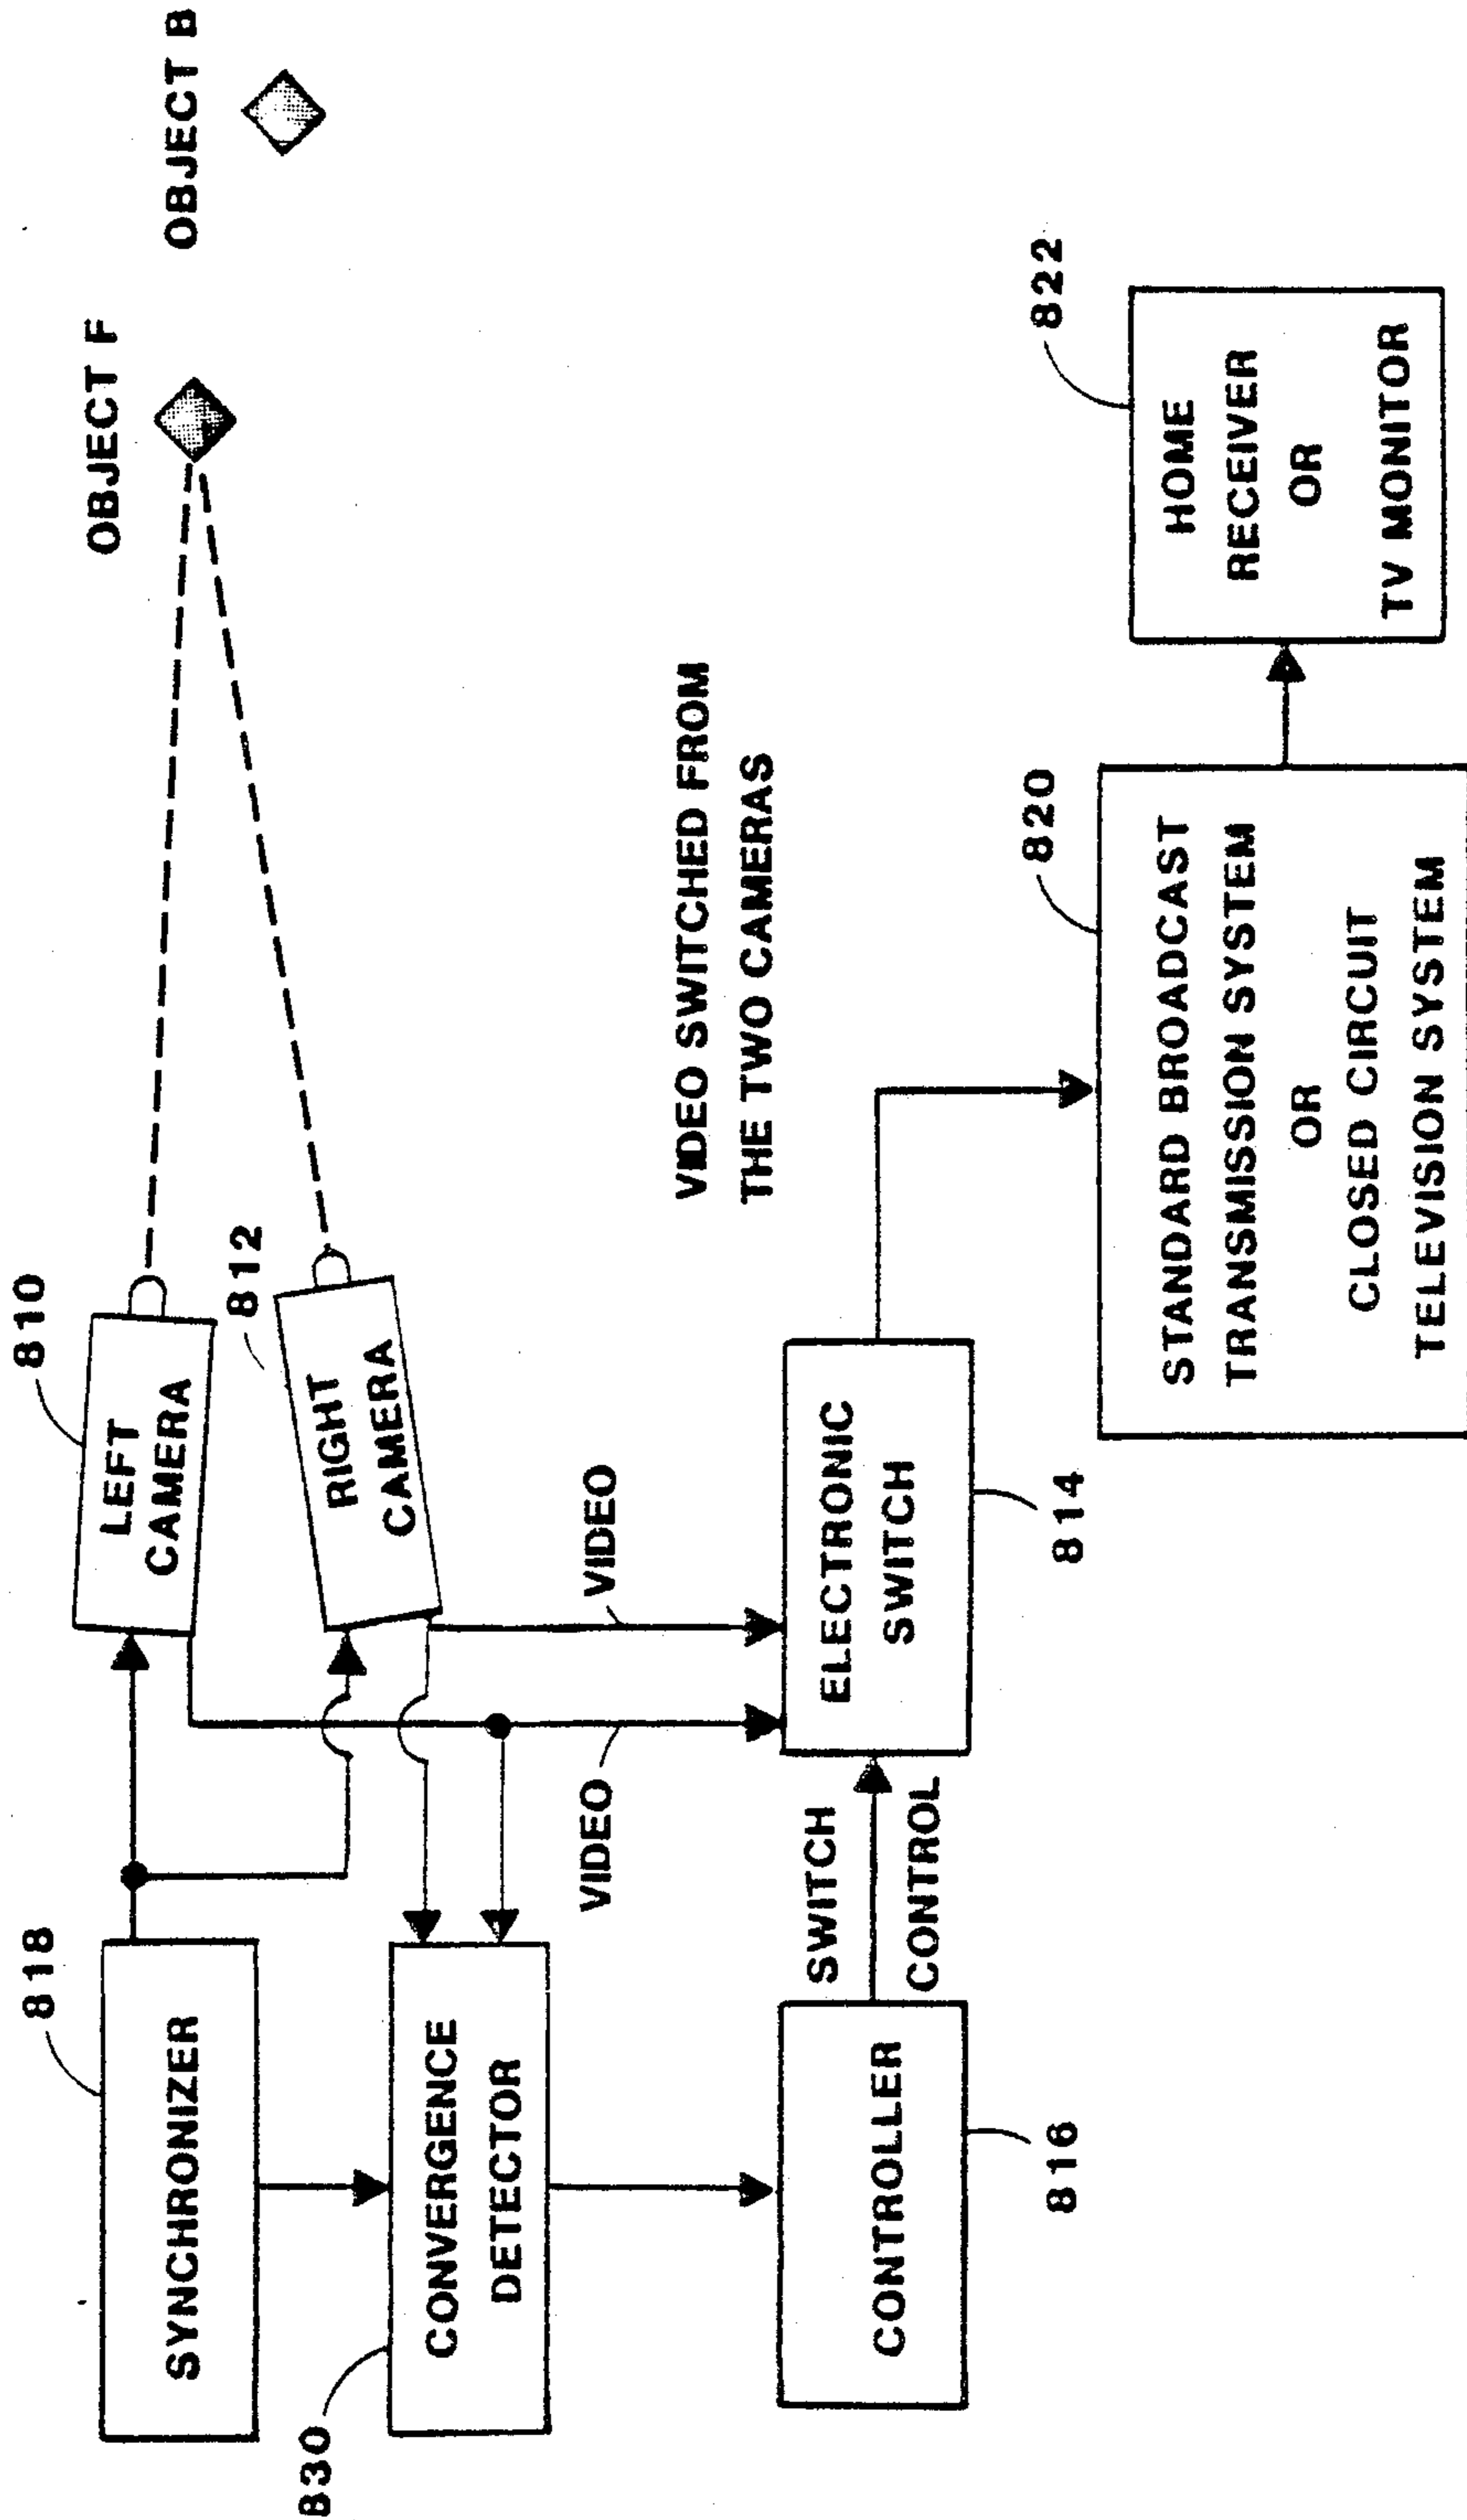 OBJECT B
OBJECT F
810
LEFT
CAMERA
812
RIGHT
CAMERA
818
SYNCHRONIZER
830
CONVERGENCE
DETECTOR
VIDEO
VIDEO
VIDEO SWITCHED FROM
THE TWO CAMERAS
SWITCH
CONTROL
CONTROLLER
816
ELECTRONIC
SWITCH
814
820
STANDARD BROADCAST
TRANSMISSION SYSTEM
OR
CLOSED CIRCUIT
TELEVISION SYSTEM
822
HOME
RECEIVER
OR
TV MONITOR